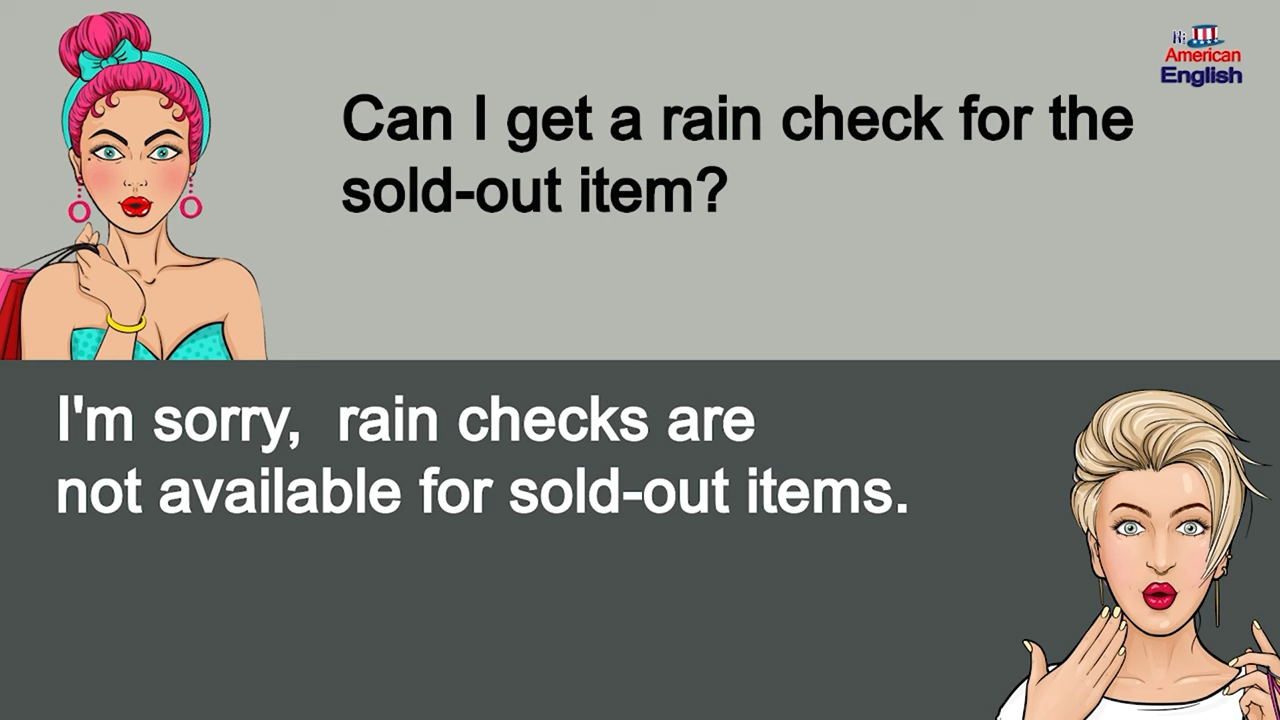 Hi
American
English
Can I get a rain check for the
sold-out item?
I'm sorry,  rain checks are
not available for sold-out items.